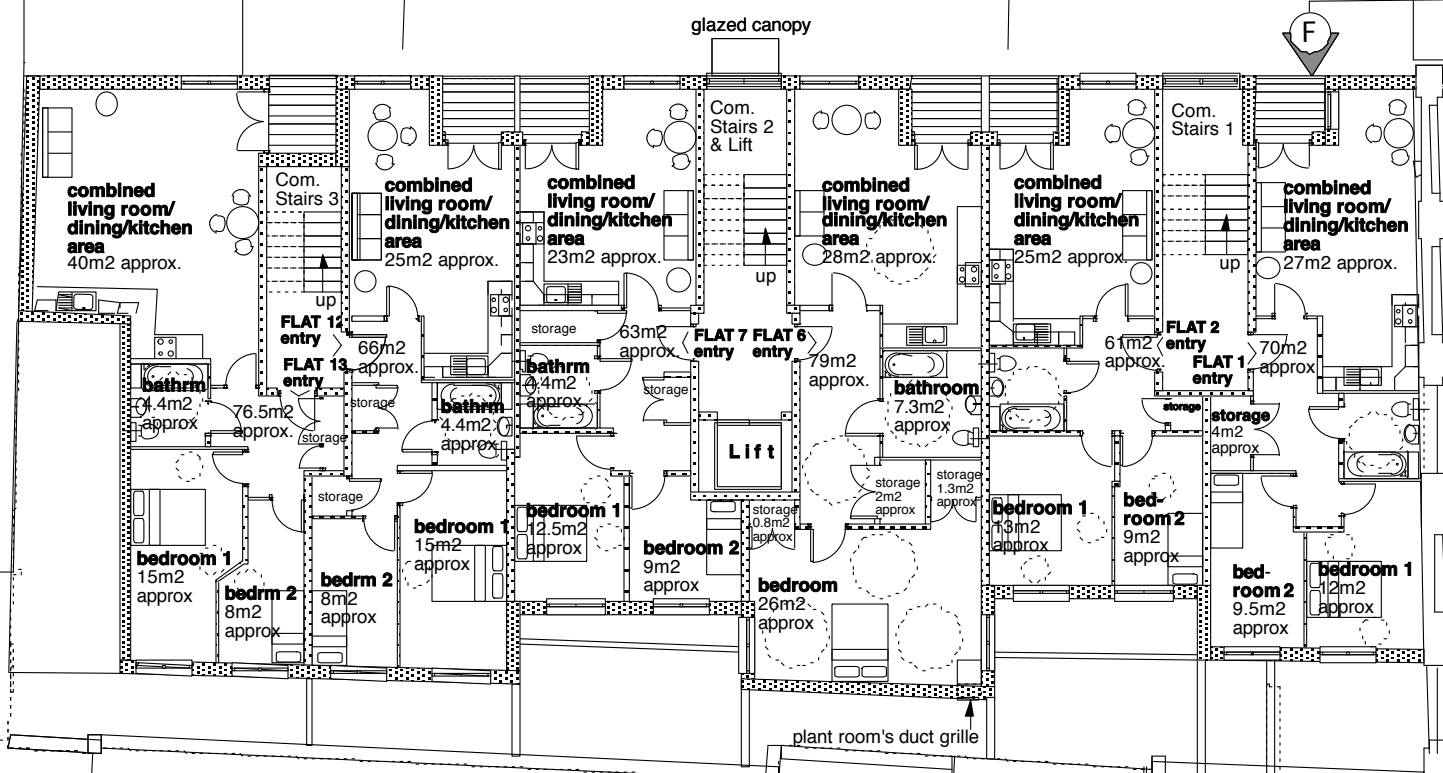 glazed canopy
F
Com.
Stairs 2
& Lift
Com.
Stairs 1
Com.
Stairs 3
combined
living room/
dining/kitchen
area
40m2 approx.
combined
living room/
dining/kitchen
area
25m2 approx.
combined
living room/
dining/kitchen
area
23m2 approx.
combined
living room/
dining/kitchen
area
28m2 approx.
combined
living room/
dining/kitchen
area
25m2 approx.
combined
living room/
dining/kitchen
area
27m2 approx.
up
up
up
FLAT 12
entry
FLAT 13
entry
66m2
approx.
storage
63m2
approx.
FLAT 7
entry
FLAT 6
entry
79m2
approx.
61m2
approx.
FLAT 2
entry
FLAT 1
entry
70m2
approx.
bathrm
4.4m2
approx
76.5m2
approx.
storage
storage
bathrm
4.4m2
approx
bathrm
4.4m2
approx
storage
bathroom
7.3m2
approx
storage
storage
4m2
approx
Lift
storage
storage
2m2
approx
storage
1.3m2
approx
storage
0.8m2
approx
bedroom 1
15m2
approx
bedrm 2
8m2
approx
bedrm 2
8m2
approx
bedroom 1
15m2
approx
bedroom 1
12.5m2
approx
bedroom 2
9m2
approx
bedroom
26m2
approx
bedroom 1
13m2
approx
bed-
room 2
9m2
approx
bed-
room 2
9.5m2
approx
bedroom 1
12m2
approx
plant room's duct grille